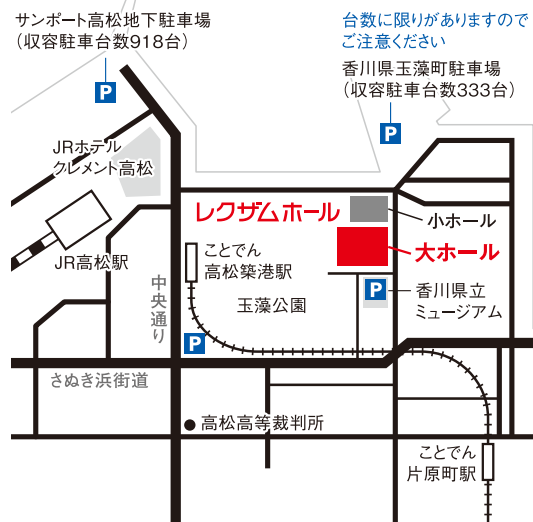 サンポート高松地下駐車場
（収容駐車台数918台）
台数に限りがありますので
ご注意ください
香川県玉藻町駐車場
（収容駐車台数333台）
P
P
JRホテル
クレメント高松
レクザムホール
小ホール
大ホール
JR高松駅
ことでん
高松築港駅
中央通り
玉藻公園
P
香川県立
ミュージアム
P
さぬき浜街道
高松高等裁判所
ことでん
片原町駅